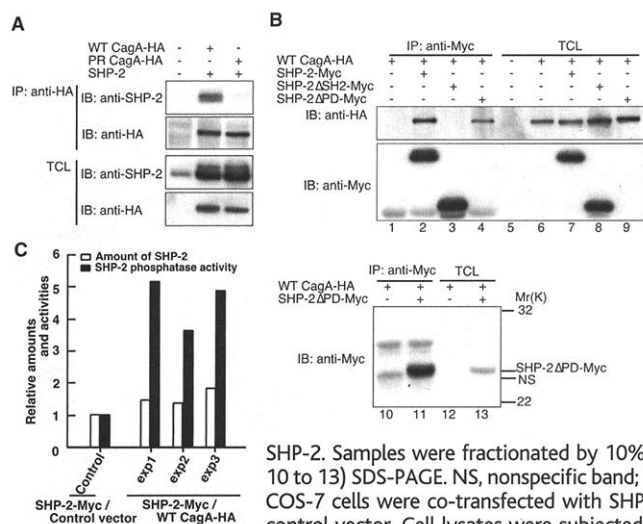 A
WT CagA-HA - + -
PR CagA-HA - - +
SHP-2 - + +
IP: anti-HA
IB: anti-SHP-2
IB: anti-HA
TCL
IB: anti-SHP-2
IB: anti-HA
B
IP: anti-Myc TCL
WT CagA-HA + + + + - + + + +
SHP-2-Myc + +
SHP-2ΔSH2-Myc + +
SHP-2ΔPD-Myc + +
IB: anti-HA
IB: anti-Myc
1 2 3 4 5 6 7 8 9
IP: anti-Myc TCL
WT CagA-HA + + - +
SHP-2ΔPD-Myc - + - +
Mr(K)
32
IB: anti-Myc
SHP-2ΔPD-Myc
NS
22
10 11 12 13
C
Amount of SHP-2
SHP-2 phosphatase activity
Relative amounts
and activities
6
5
4
3
2
1
0
Control exp1 exp2 exp3
SHP-2-Myc /
Control vector
SHP-2-Myc /
WT CagA-HA
SHP-2. Samples were fractionated by 10%
10 to 13) SDS-PAGE. NS, nonspecific band;
COS-7 cells were co-transfected with SHP
control vector. Cell lysates were subjected